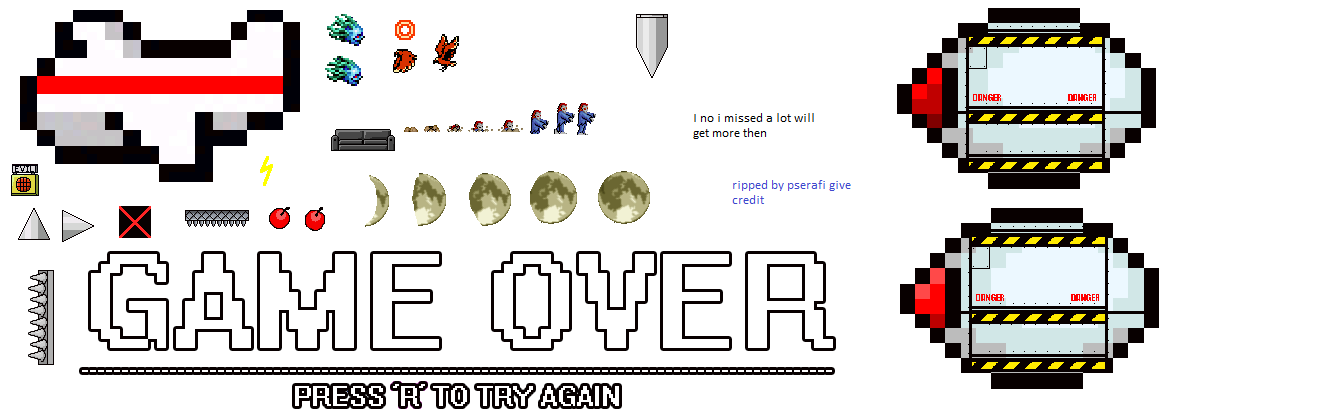 I no i missed a lot will
get more then
DANGER DANGER
EVIL
ripped by pserafi give
credit
GAME OVER
DANGER DANGER
PRESS 'R' TO TRY AGAIN